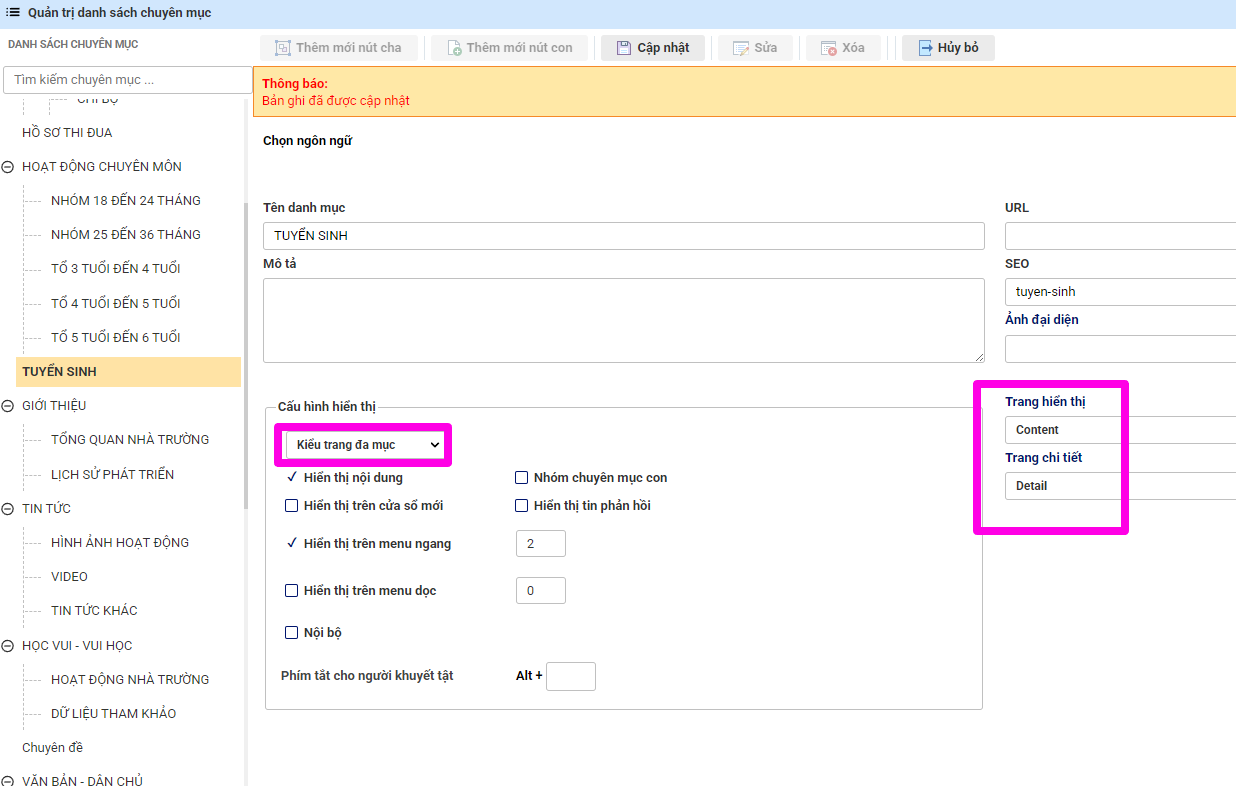 Quản trị danh sách chuyên mục
DANH SÁCH CHUYÊN MỤC
Tìm kiếm chuyên mục ...
CHI BỘ
HỒ SƠ THI ĐUA
HOẠT ĐỘNG CHUYÊN MÔN
NHÓM 18 ĐẾN 24 THÁNG
NHÓM 25 ĐẾN 36 THÁNG
TỔ 3 TUỔI ĐẾN 4 TUỔI
TỔ 4 TUỔI ĐẾN 5 TUỔI
TỔ 5 TUỔI ĐẾN 6 TUỔI
TUYỂN SINH
GIỚI THIỆU
TỔNG QUAN NHÀ TRƯỜNG
LỊCH SỬ PHÁT TRIỂN
TIN TỨC
HÌNH ẢNH HOẠT ĐỘNG
VIDEO
TIN TỨC KHÁC
HỌC VUI - VUI HỌC
HOẠT ĐỘNG NHÀ TRƯỜNG
DỮ LIỆU THAM KHẢO
Chuyên đề
VĂN BẢN - DÂN CHỦ
Thêm mới nút cha
Thêm mới nút con
Cập nhật
Sửa
Xóa
Hủy bỏ
Thông báo:
Bản ghi đã được cập nhật
Chọn ngôn ngữ
Tên danh mục
TUYỂN SINH
Mô tả
URL
SEO
tuyen-sinh
Ảnh đại diện
Cấu hình hiển thị
Kiểu trang đa mục
Hiển thị nội dung
Nhóm chuyên mục con
Hiển thị trên cửa sổ mới
Hiển thị tin phản hồi
Hiển thị trên menu ngang
2
Hiển thị trên menu dọc
0
Nội bộ
Phím tắt cho người khuyết tật
Alt +
Trang hiển thị
Content
Trang chi tiết
Detail